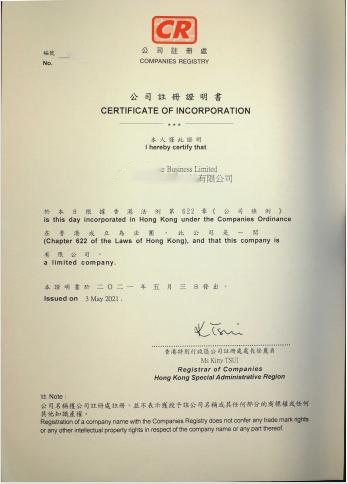 CR
公司註冊處
COMPANIES REGISTRY
編號
No.
公司註冊證明書
CERTIFICATE OF INCORPORATION
***
本人謹此證明
I hereby certify that
e Business Limited
有限公司
於本日根據香港法例第622章《公司條例》
is this day incorporated in Hong Kong under the Companies Ordinance
在香港成立為法團，此公司是一間
(Chapter 622 of the Laws of Hong Kong), and that this company is
有限公司。
a limited company.
本證明書於二〇二一年五月三日發出。
Issued on 3 May 2021.
K Tsui
香港特別行政區公司註冊處處長徐麗貞
Ms Kitty TSUI
Registrar of Companies
Hong Kong Special Administrative Region
註 Note:
公司名稱獲公司註冊處註冊，並不表示獲授予該公司名稱或其任何部分的商標權或任何
其他知識產權。
Registration of a company name with the Companies Registry does not confer any trade mark rights
or any other intellectual property rights in respect of the company name or any part thereof.